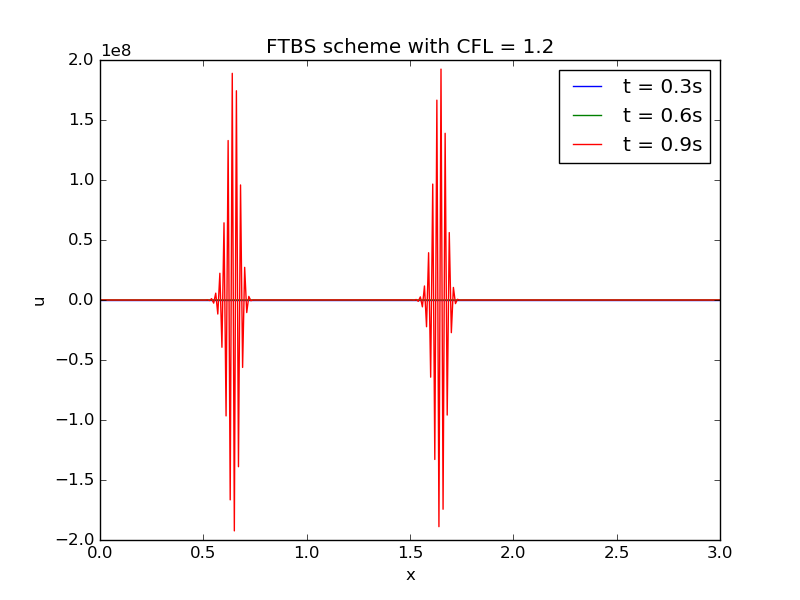 FTBS scheme with CFL = 1.2
1e8
t = 0.3s
t = 0.6s
t = 0.9s
2.0
1.5
1.0
0.5
0.0
−0.5
−1.0
−1.5
−2.0
u
0.0 0.5 1.0 1.5 2.0 2.5 3.0
x